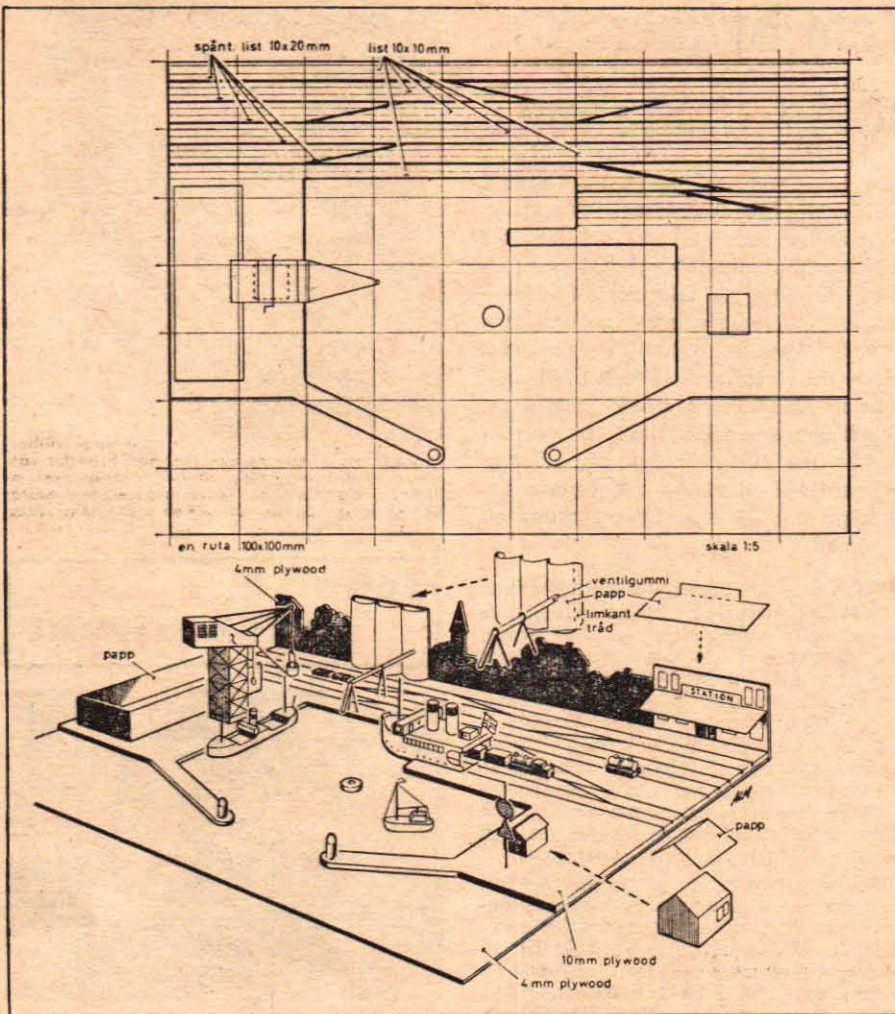 spånt. list 10x20mm
list 10x10mm
en ruta 100x100mm
skala 1:5
4mm plywood
ventilgummi
papp
limkant
tråd
papp
STATION
papp
10mm plywood
4mm plywood